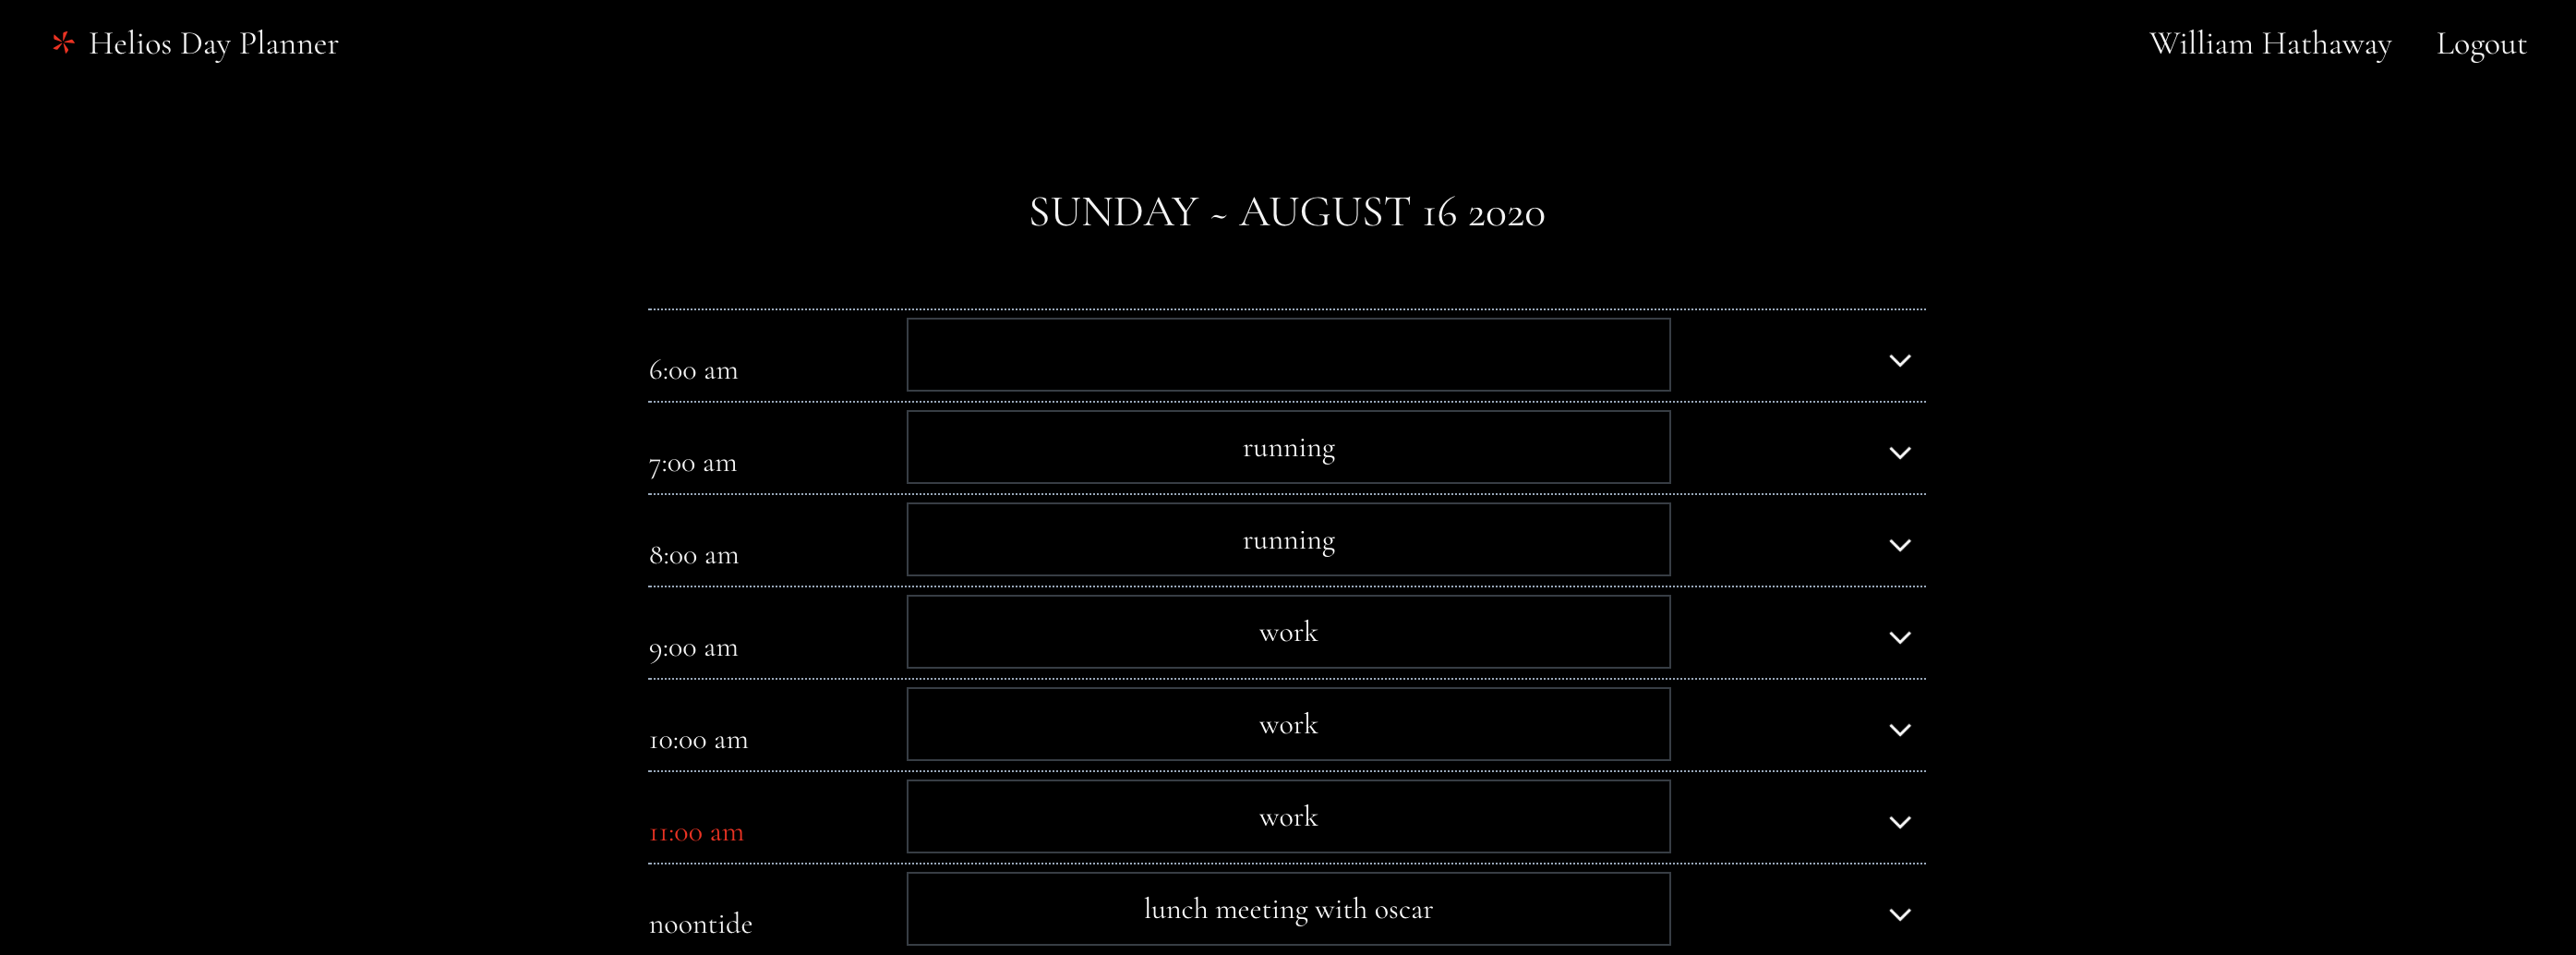 Helios Day Planner
William Hathaway Logout
SUNDAY ~ AUGUST 16 2020
6:00 am
7:00 am running
8:00 am running
9:00 am work
10:00 am work
11:00 am work
noontide lunch meeting with oscar